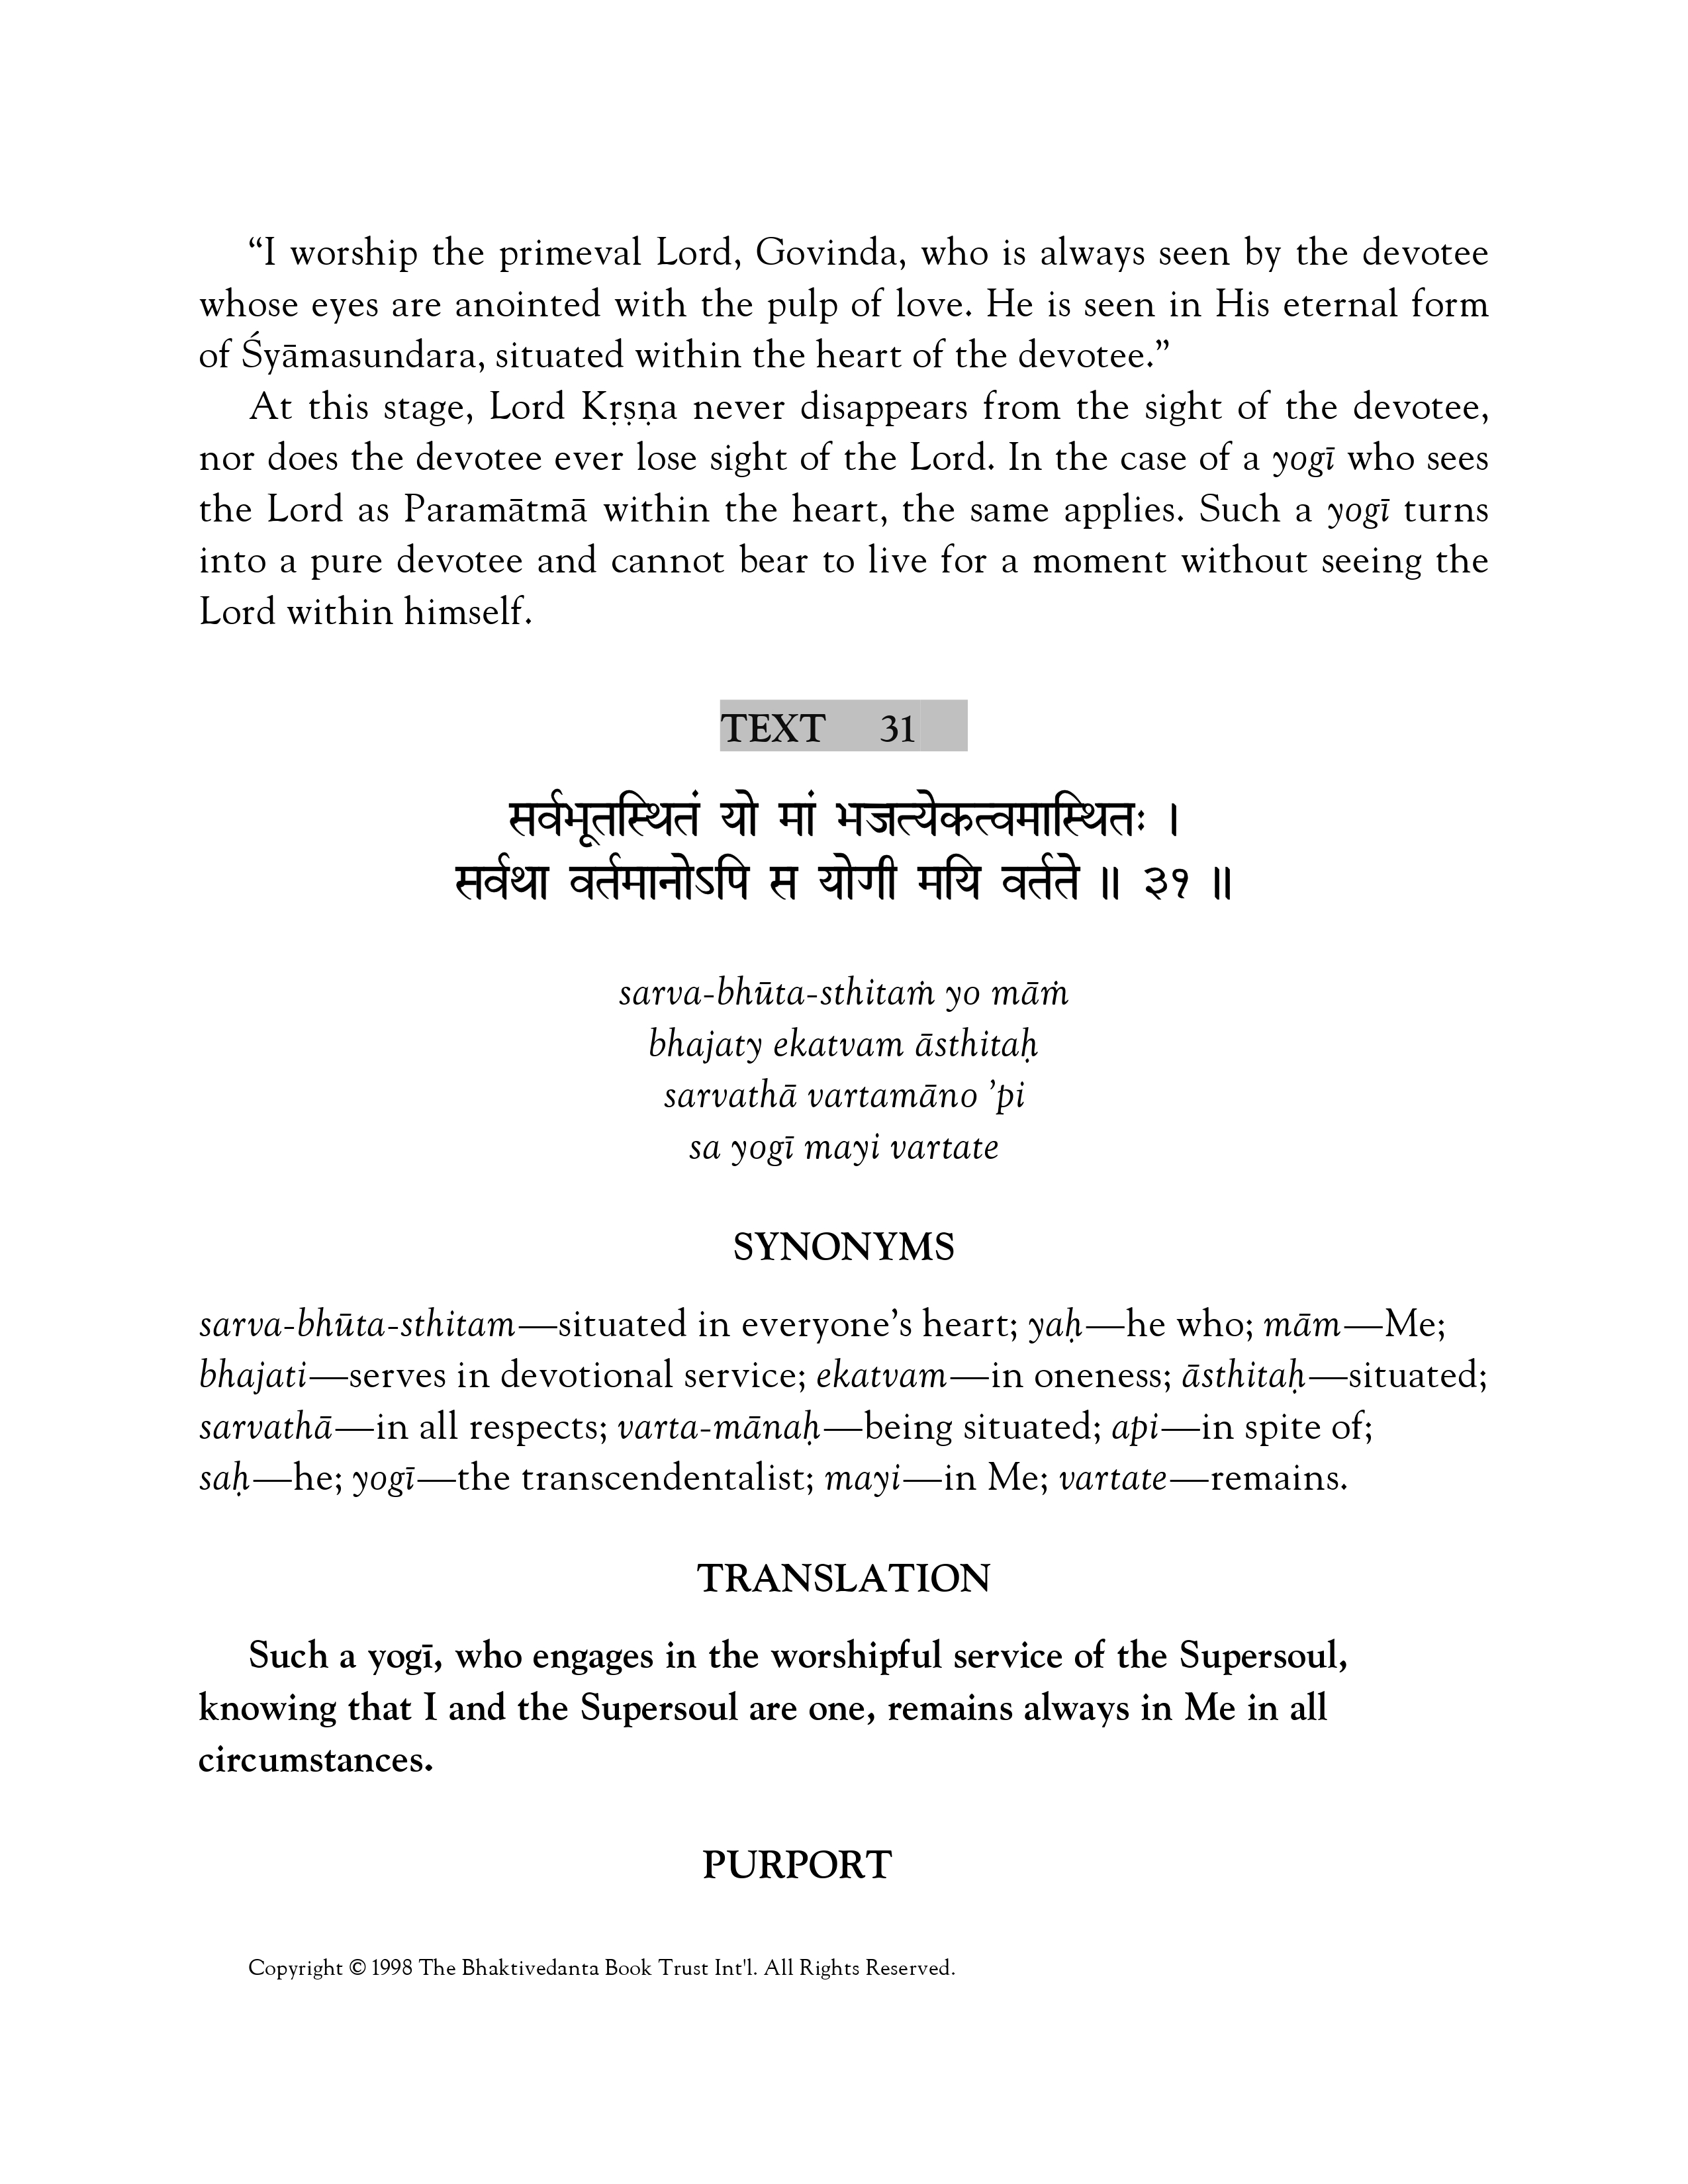 “I worship the primeval Lord, Govinda, who is always seen by the devotee
whose eyes are anointed with the pulp of love. He is seen in His eternal form
of Śyāmasundara, situated within the heart of the devotee.”
At this stage, Lord Kṛṣṇa never disappears from the sight of the devotee,
nor does the devotee ever lose sight of the Lord. In the case of a yogī who sees
the Lord as Paramātmā within the heart, the same applies. Such a yogī turns
into a pure devotee and cannot bear to live for a moment without seeing the
Lord within himself.
TEXT 31
सर्वभूतस्थितं यो मां भजत्येकत्वमास्थितः ।
सर्वथा वर्तमानोऽपि स योगी मयि वर्तते ॥ ३१ ॥
sarva-bhūta-sthitaṁ yo māṁ
bhajaty ekatvam āsthitaḥ
sarvathā vartamāno ’pi
sa yogī mayi vartate
SYNONYMS
sarva-bhūta-sthitam—situated in everyone’s heart; yaḥ—he who; mām—Me;
bhajati—serves in devotional service; ekatvam—in oneness; āsthitaḥ—situated;
sarvathā—in all respects; varta-mānaḥ—being situated; api—in spite of;
saḥ—he; yogī—the transcendentalist; mayi—in Me; vartate—remains.
TRANSLATION
Such a yogī, who engages in the worshipful service of the Supersoul,
knowing that I and the Supersoul are one, remains always in Me in all
circumstances.
PURPORT
Copyright © 1998 The Bhaktivedanta Book Trust Int'l. All Rights Reserved.